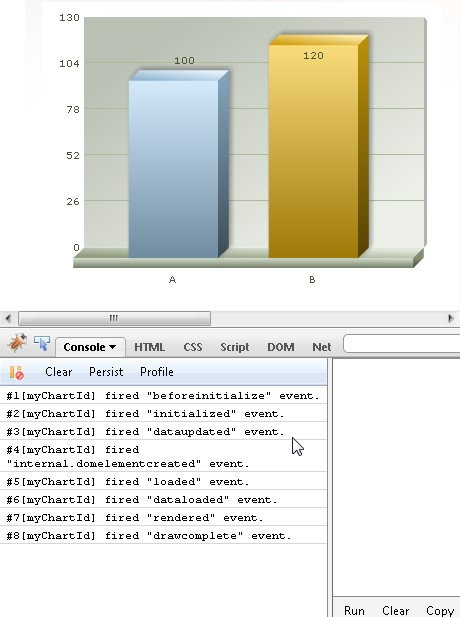 130
104
78
52
26
0
100
120
A
B
Console
HTML
CSS
Script
DOM
Net
Clear
Persist
Profile
#1[myChartId] fired "beforeinitialize" event.
#2[myChartId] fired "initialized" event.
#3[myChartId] fired "dataupdated" event.
#4[myChartId] fired
"internal.domelementcreated" event.
#5[myChartId] fired "loaded" event.
#6[myChartId] fired "dataloaded" event.
#7[myChartId] fired "rendered" event.
#8[myChartId] fired "drawcomplete" event.
Run
Clear
Copy